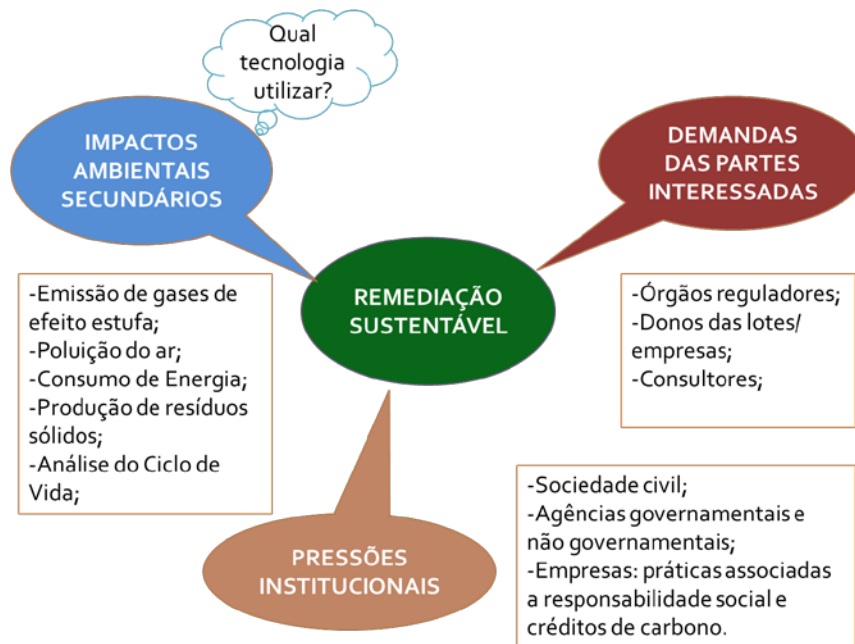 Qual
tecnologia
utilizar?
IMPACTOS
AMBIENTAIS
SECUNDÁRIOS
DEMANDAS
DAS PARTES
INTERESSADAS
REMEDIAÇÃO
SUSTENTÁVEL
-Emissão de gases de
efeito estufa;
-Poluição do ar;
-Consumo de Energia;
-Produção de resíduos
sólidos;
-Análise do Ciclo de
Vida;
-Órgãos reguladores;
-Donos das lotes/
empresas;
-Consultores;
PRESSÕES
INSTITUCIONAIS
-Sociedade civil;
-Agências governamentais e
não governamentais;
-Empresas: práticas associadas
a responsabilidade social e
créditos de carbono.